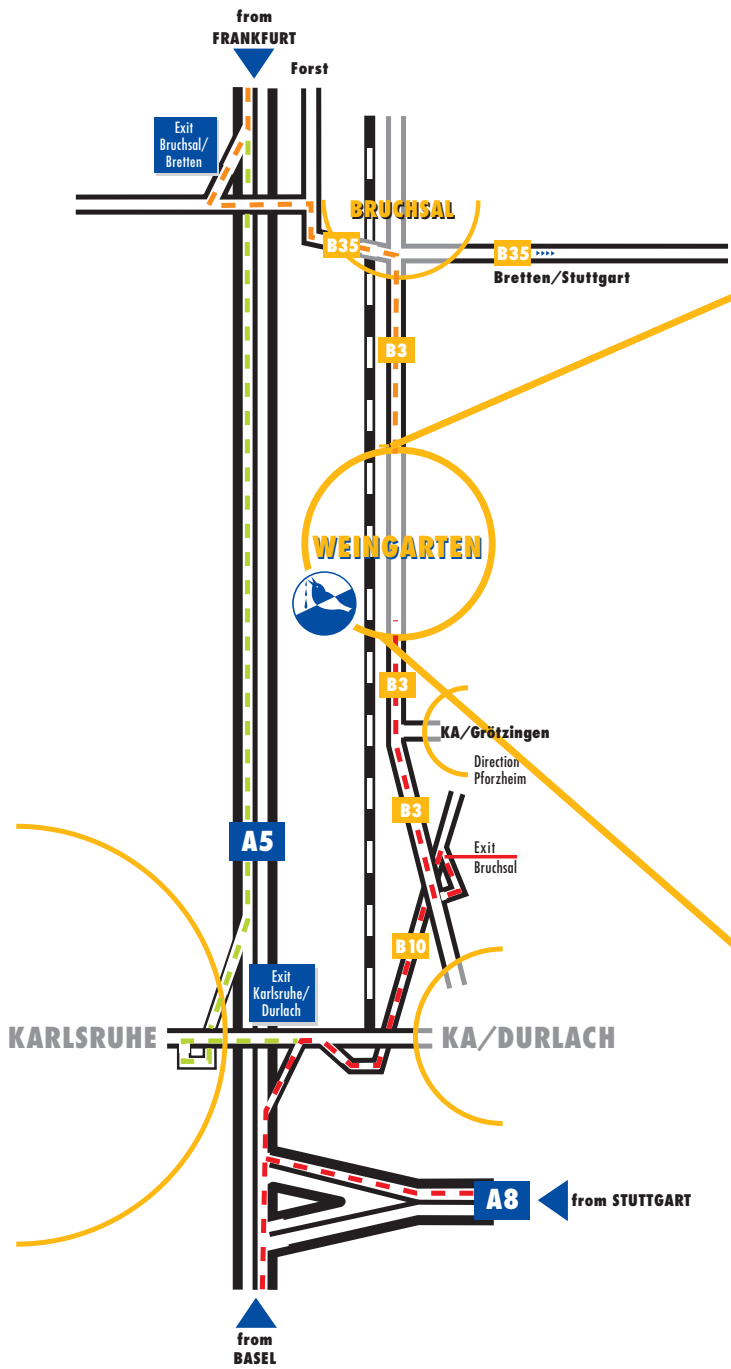 from
FRANKFURT
Forst
Exit
Bruchsal/
Bretten
BRUCHSAL
B35
B35
Bretten/Stuttgart
B3
WEINGARTEN
B3
KA/Grötzingen
Direction
Pforzheim
B3
A5
Exit
Bruchsal
B10
Exit
Karlsruhe/
Durlach
KARLSRUHE
KA/DURLACH
A8
from STUTTGART
from
BASEL